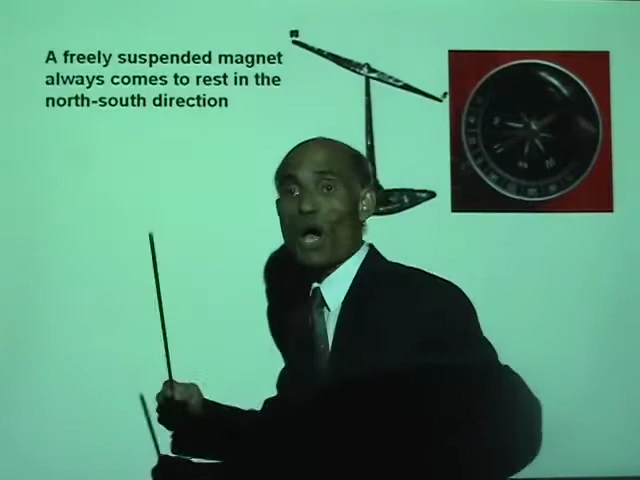 A freely suspended magnet
always comes to rest in the
north-south direction